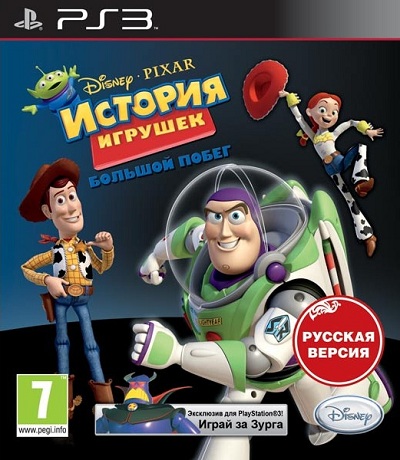 PS3
Disney · PIXAR
История
ИГРУШЕК
БОЛЬШОЙ ПОБЕГ
РУССКАЯ
ВЕРСИЯ
7
www.pegi.info
Эксклюзив для PlayStation®3!
Играй за Зурга
Disney